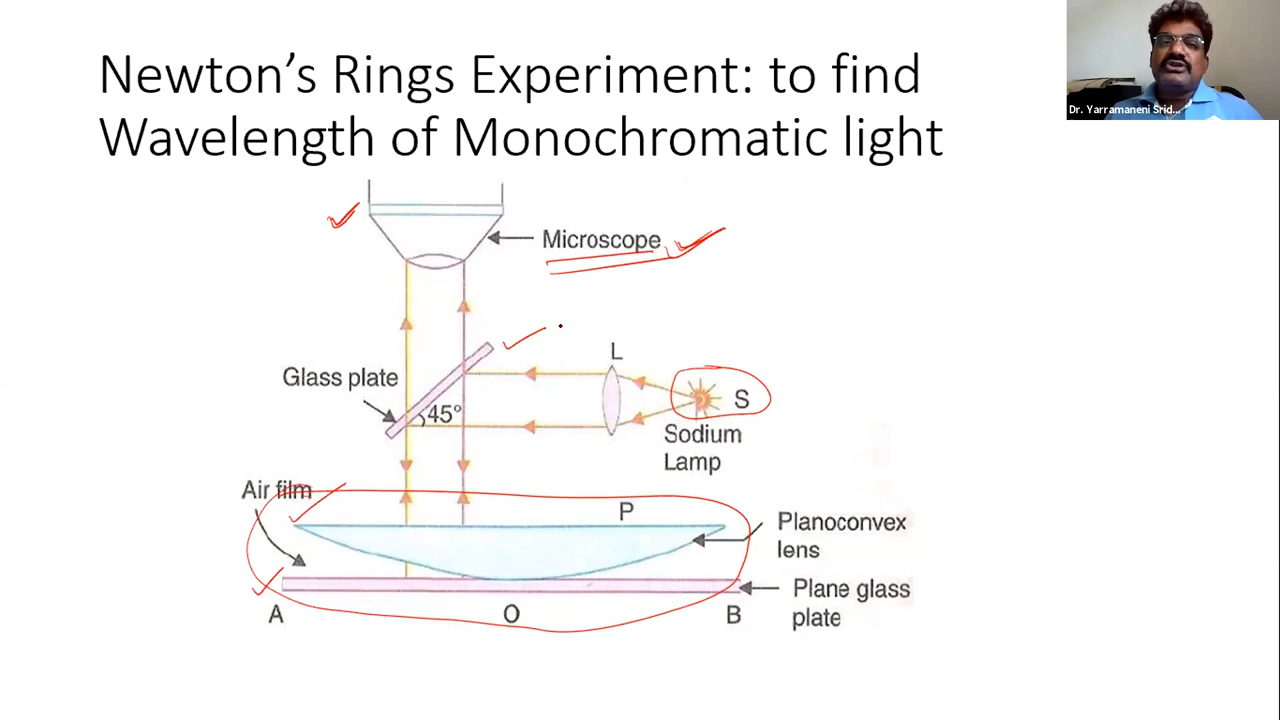 Newton's Rings Experiment: to find
Wavelength of Monochromatic light
Dr. Yarramaneni Srid...
Microscope
L
Glass plate
45°
S
Sodium
Lamp
Air film
P
Planoconvex
lens
Plane glass
plate
A
O
B